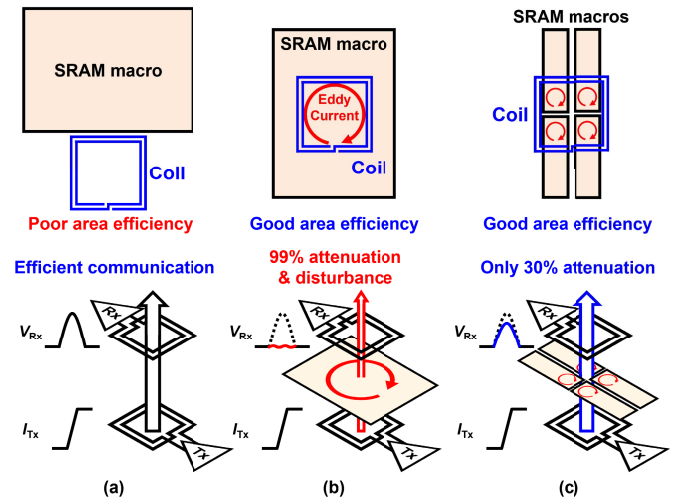 SRAM macro
Coil
Poor area efficiency
Efficient communication
Rx
VRx
ITx
Tx
(a)
SRAM macro
Eddy
Current
Coil
Good area efficiency
99% attenuation
& disturbance
Rx
VRx
ITx
Tx
(b)
SRAM macros
Coil
Good area efficiency
Only 30% attenuation
Rx
VRx
ITx
Tx
(c)